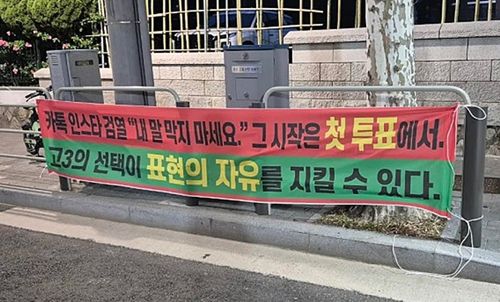 카톡 인스타 검열 "내 말 막지 마세요." 그 시작은 첫 투표에서.
고3의 선택이 표현의 자유를 지킬 수 있다.